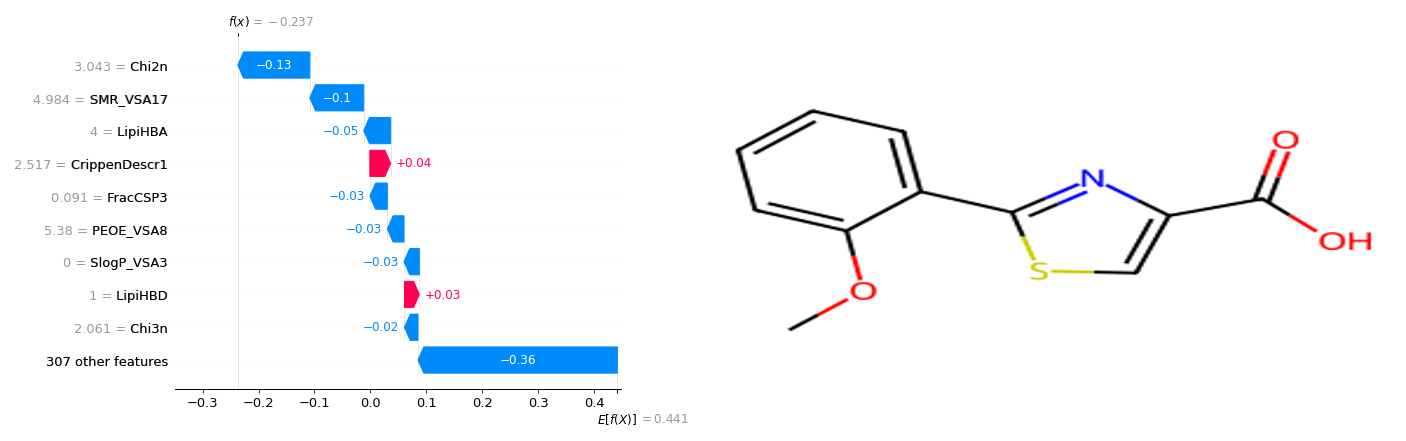 f(x) = −0.237
3.043 = Chi2n −0.13
4.984 = SMR_VSA17 −0.1
4 = LipiHBA −0.05
2.517 = CrippenDescr1 +0.04
0.091 = FracCSP3 −0.03
5.38 = PEOE_VSA8 −0.03
0 = SlogP_VSA3 −0.03
1 = LipiHBD +0.03
2.061 = Chi3n −0.02
307 other features −0.36
−0.3 −0.2 −0.1 0.0 0.1 0.2 0.3 0.4
E[f(X)] = 0.441
O
N
OH
S
O